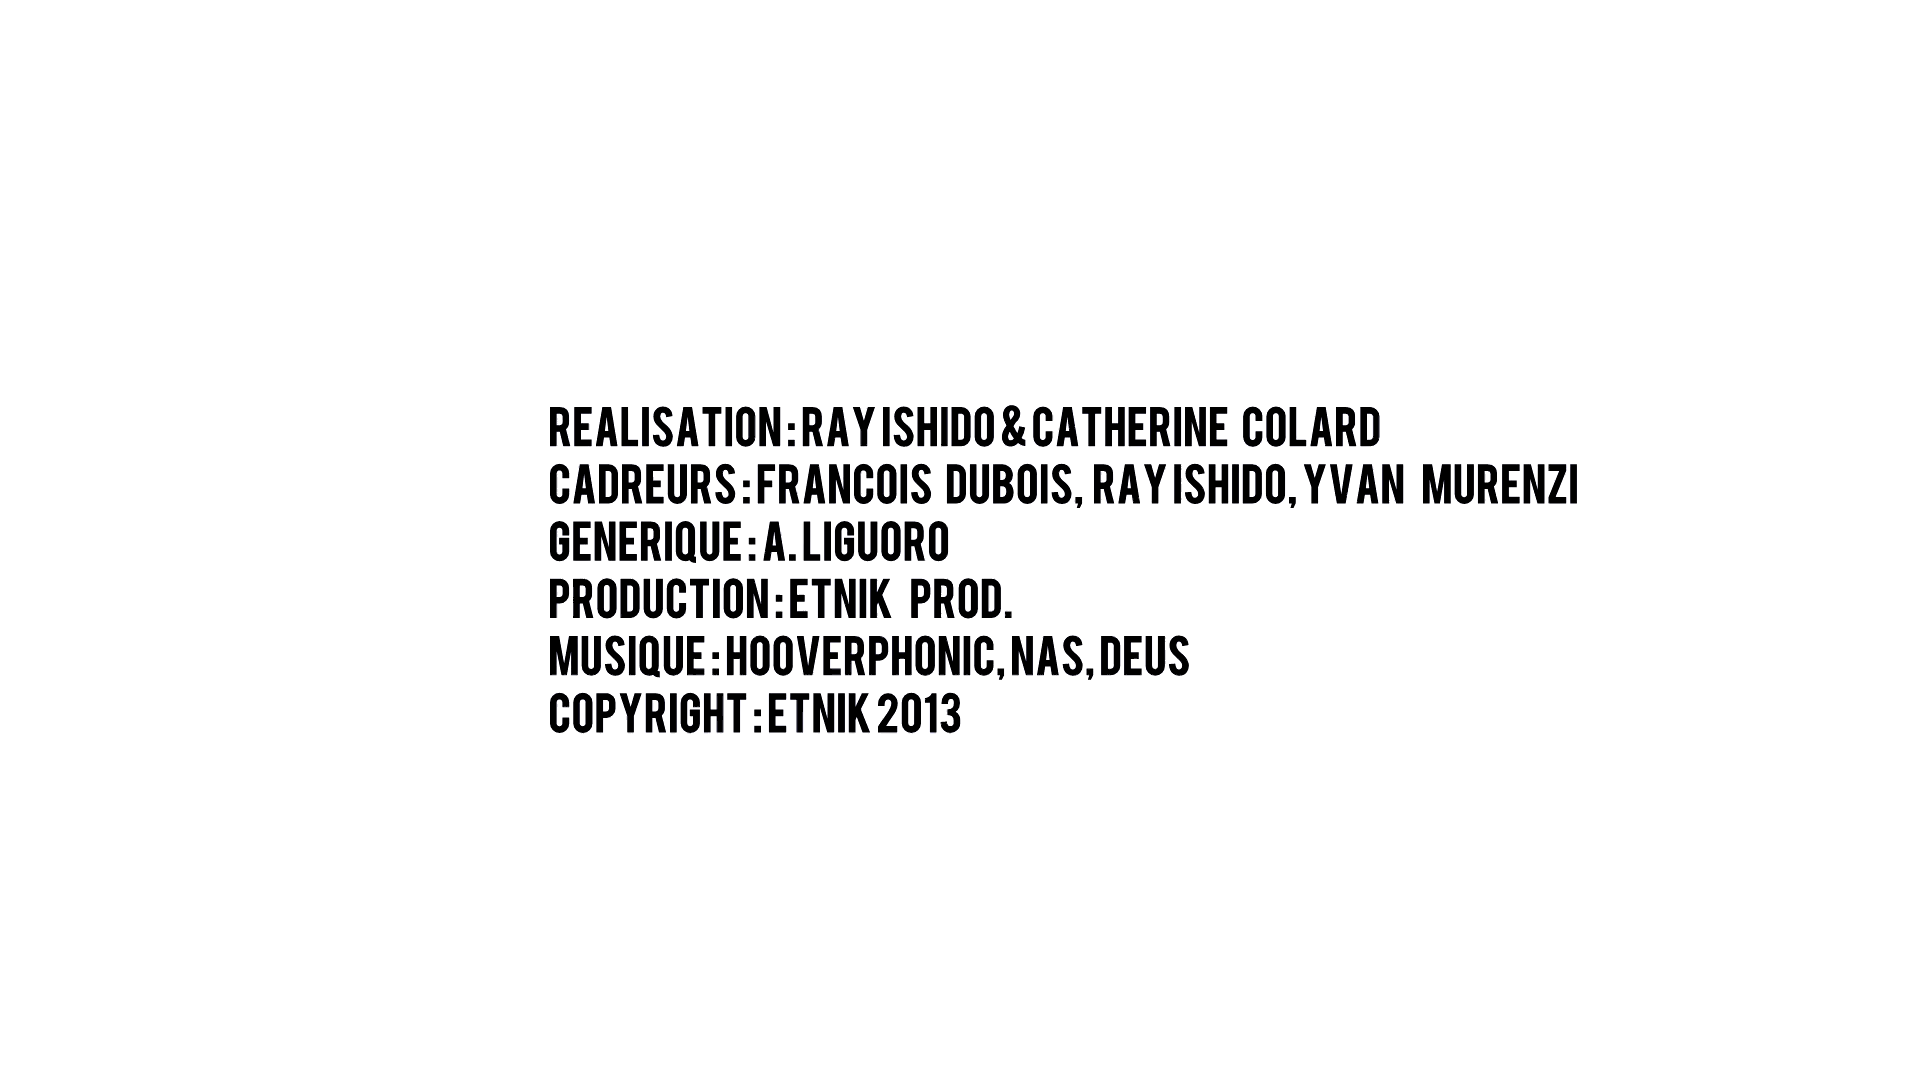 REALISATION : RAY ISHIDO & CATHERINE COLARD
CADREURS : FRANCOIS DUBOIS, RAY ISHIDO, YVAN MURENZI
GENERIQUE : A. LIGUORO
PRODUCTION : ETNIK PROD.
MUSIQUE : HOOVERPHONIC, NAS, DEUS
COPYRIGHT : ETNIK 2013